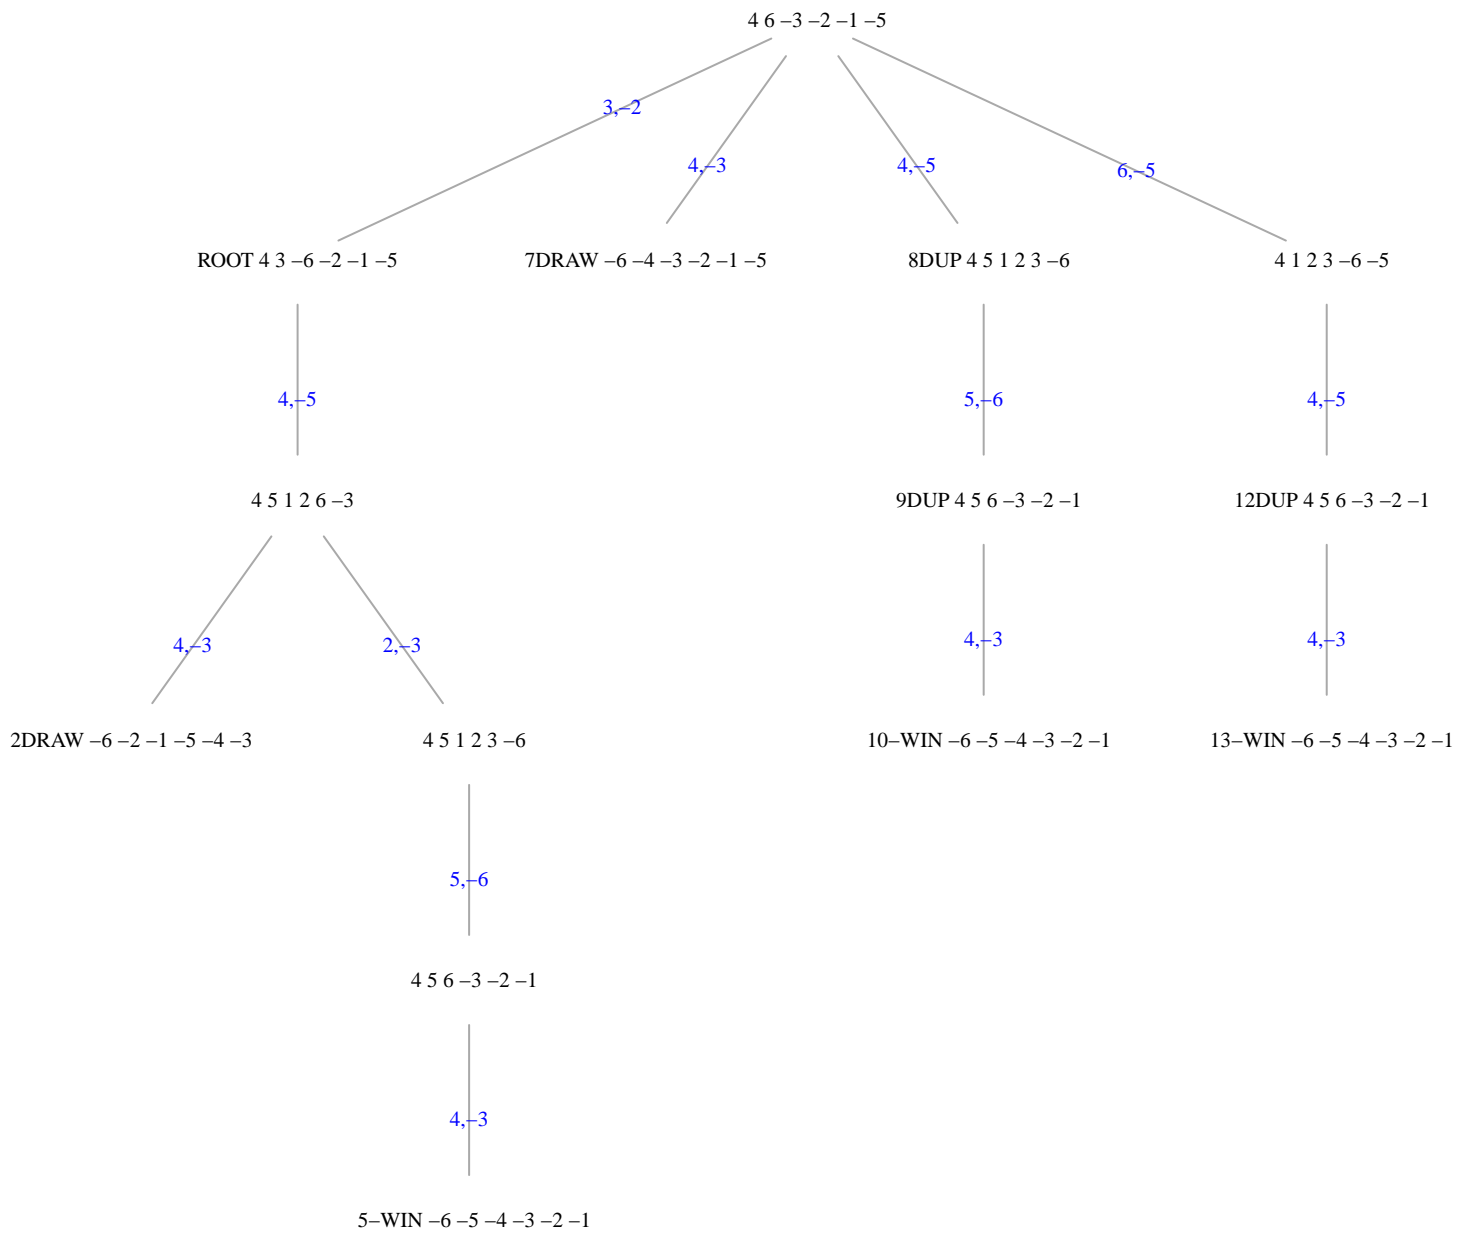 4 6 –3 –2 –1 –5
3,–2
4,–3
4,–5
6,–5
ROOT 4 3 –6 –2 –1 –5
7DRAW –6 –4 –3 –2 –1 –5
8DUP 4 5 1 2 3 –6
4 1 2 3 –6 –5
4,–5
5,–6
4,–5
4 5 1 2 6 –3
9DUP 4 5 6 –3 –2 –1
12DUP 4 5 6 –3 –2 –1
4,–3
2,–3
4,–3
4,–3
2DRAW –6 –2 –1 –5 –4 –3
4 5 1 2 3 –6
10–WIN –6 –5 –4 –3 –2 –1
13–WIN –6 –5 –4 –3 –2 –1
5,–6
4 5 6 –3 –2 –1
4,–3
5–WIN –6 –5 –4 –3 –2 –1